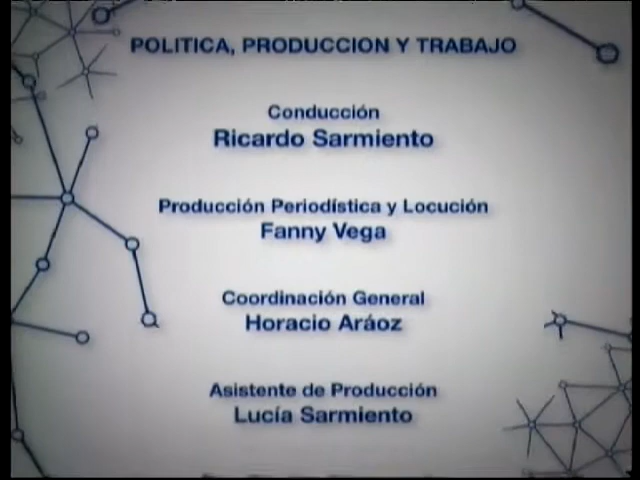 POLITICA, PRODUCCION Y TRABAJO
Conducción
Ricardo Sarmiento
Producción Periodística y Locución
Fanny Vega
Coordinación General
Horacio Aráoz
Asistente de Producción
Lucía Sarmiento